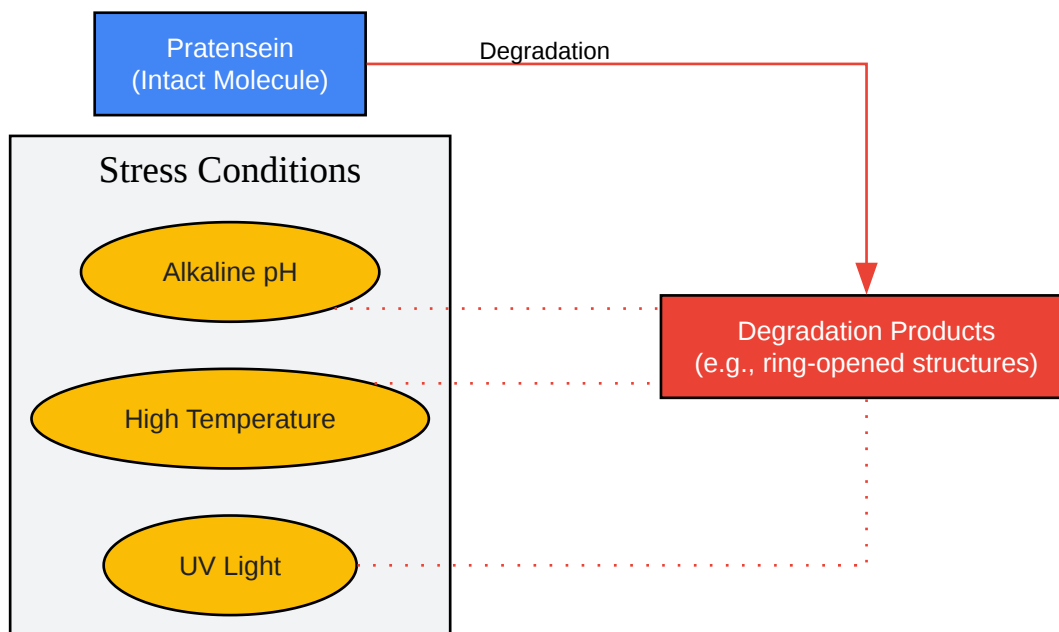 Pratensein
(Intact Molecule)
Degradation
Stress Conditions
Alkaline pH
High Temperature
UV Light
Degradation Products
(e.g., ring-opened structures)